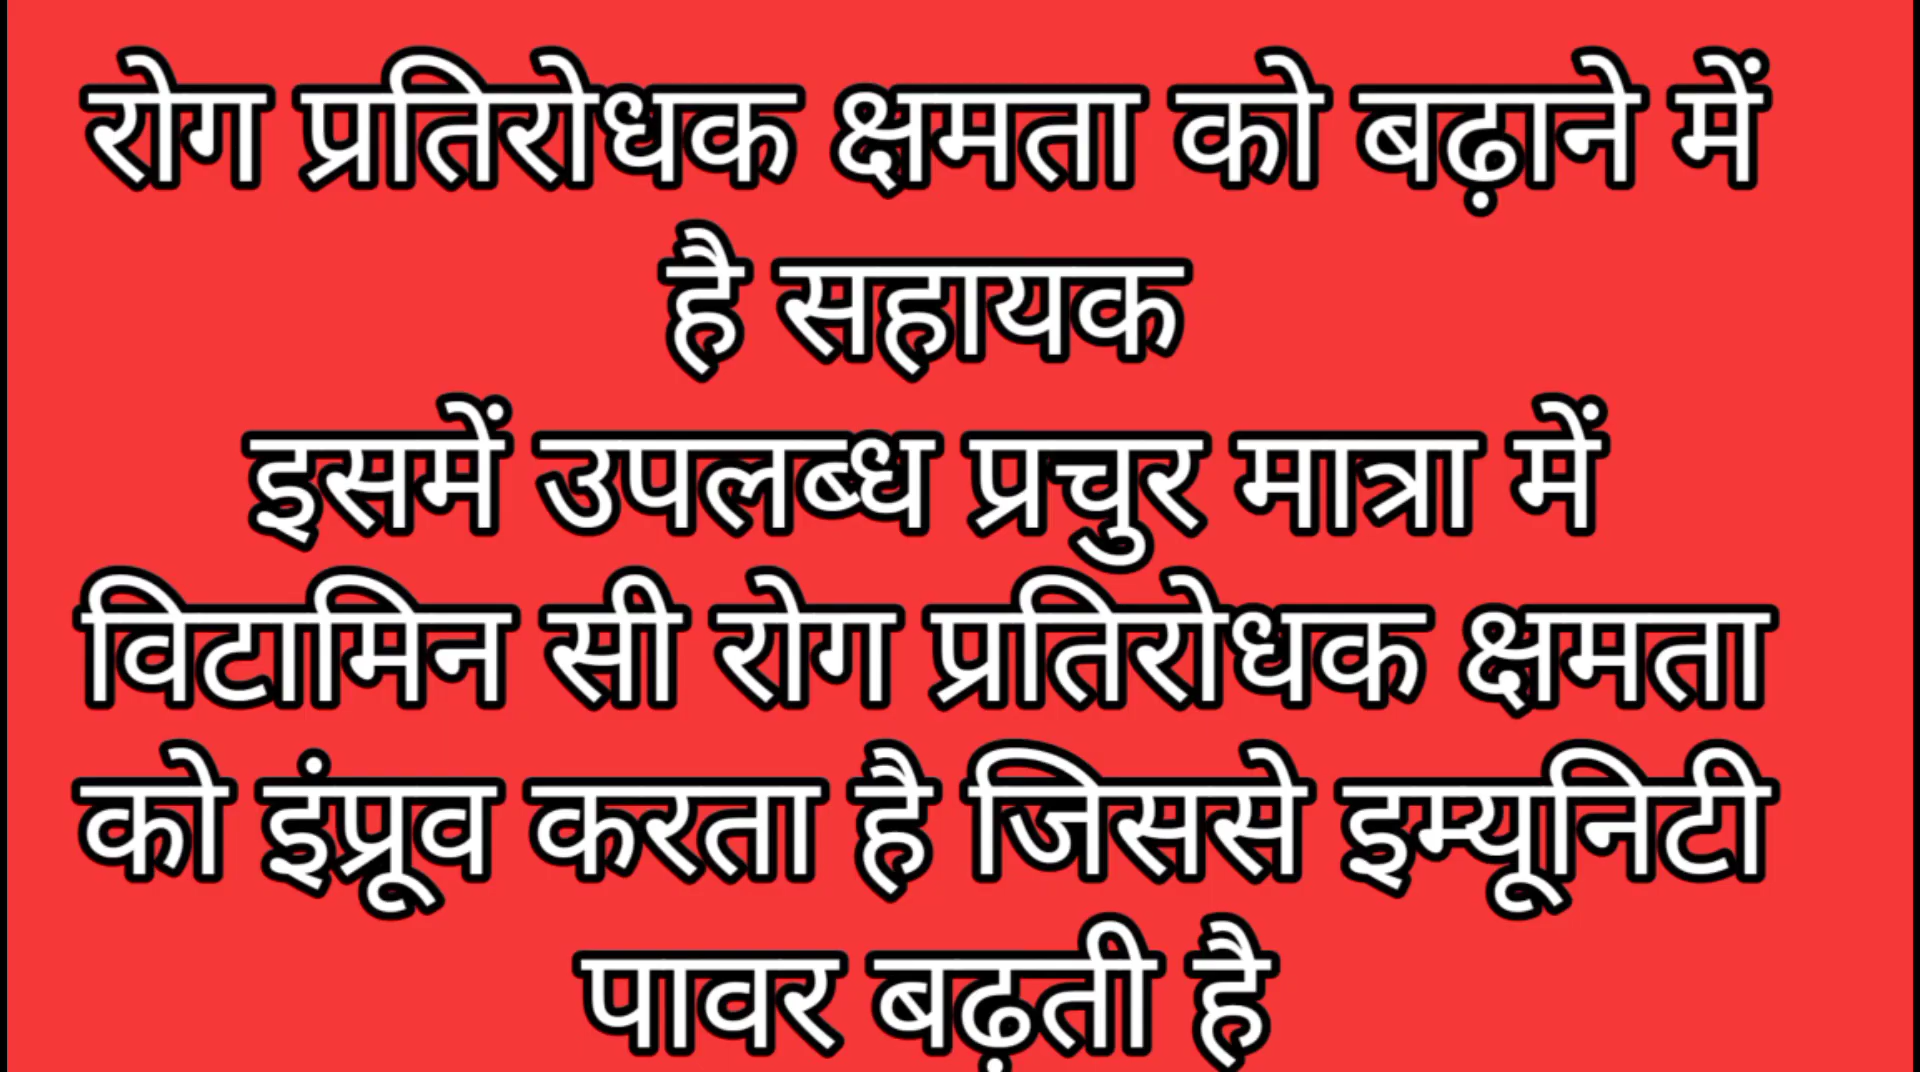 रोग प्रतिरोधक क्षमता को बढ़ाने में
है सहायक
इसमें उपलब्ध प्रचुर मात्रा में
विटामिन सी रोग प्रतिरोधक क्षमता
को इंप्रूव करता है जिससे इम्यूनिटी
पावर बढ़ती है